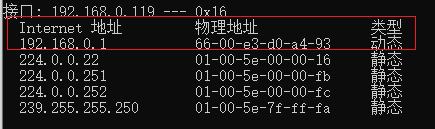 接口: 192.168.0.119 --- 0x16
Internet 地址 物理地址 类型
192.168.0.1 66-00-e3-d0-a4-93 动态
224.0.0.22 01-00-5e-00-00-16 静态
224.0.0.251 01-00-5e-00-00-fb 静态
224.0.0.252 01-00-5e-00-00-fc 静态
239.255.255.250 01-00-5e-7f-ff-fa 静态